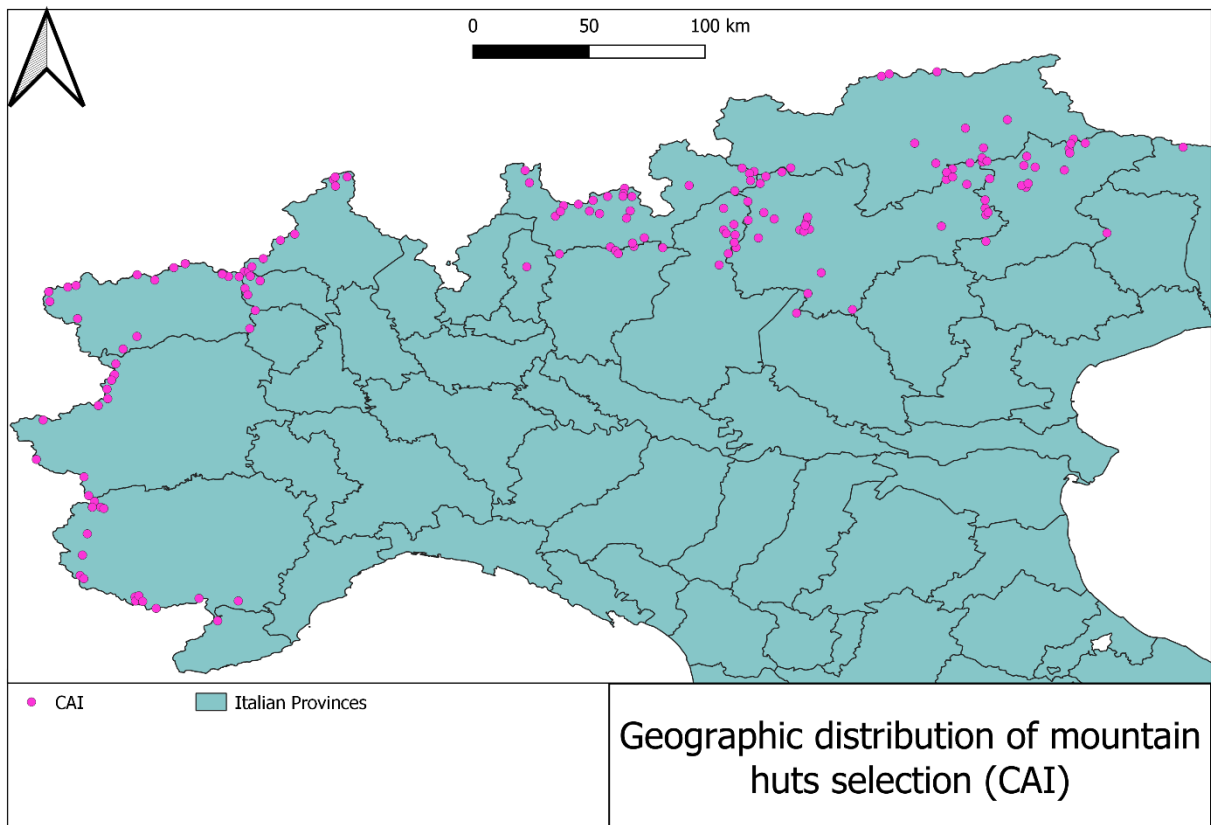 0 50 100 km
CAI Italian Provinces
Geographic distribution of mountain
huts selection (CAI)